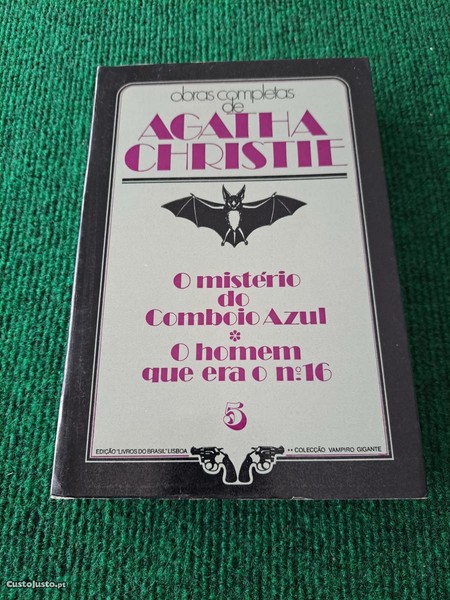 obras completas
de
AGATHA
CHRISTIE
O mistério
do
Comboio Azul
*
O homem
que era o nº16
5
EDIÇÃO "LIVROS DO BRASIL" LISBOA
** COLECÇÃO VAMPIRO GIGANTE
CustoJusto.pt